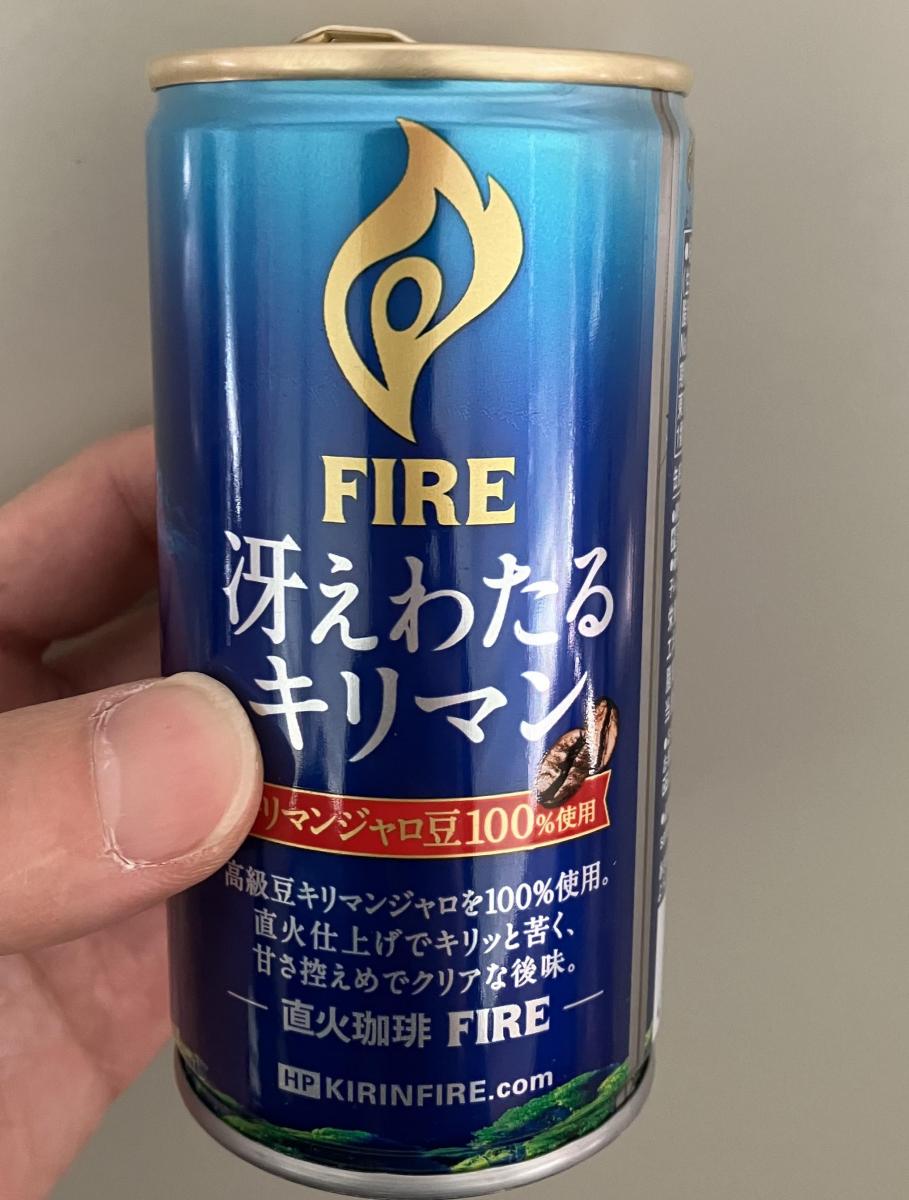 FIRE
冴えわたる
キリマン
リマンジャロ豆100%使用
高級豆キリマンジャロを100%使用。
直火仕上げでキリッと苦く、
甘さ控えめでクリアな後味。
直火珈琲 FIRE
HP KIRINFIRE.com